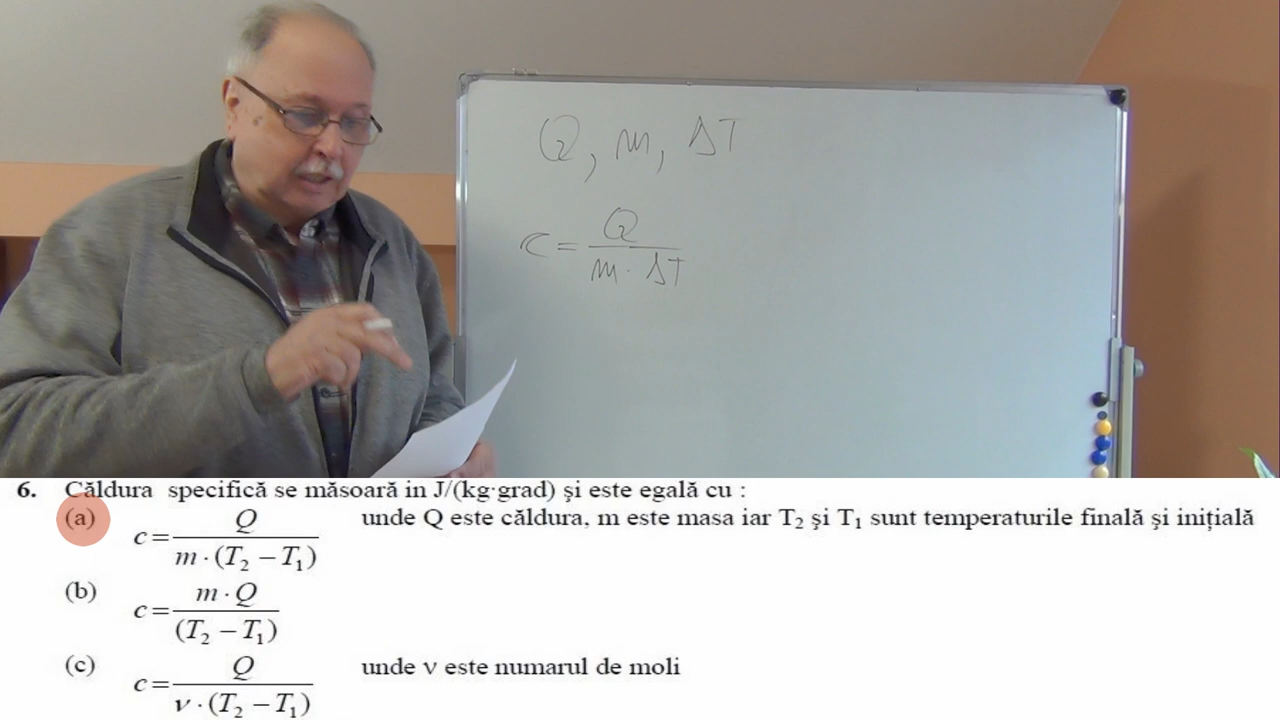 Q, m, ΔT
c = Q / (m · ΔT)
6. Căldura specifică se măsoară in J/(kg·grad) şi este egală cu :
(a) c = Q / (m · (T₂ − T₁)) unde Q este căldura, m este masa iar T₂ şi T₁ sunt temperaturile finală şi iniţială
(b) c = m · Q / (T₂ − T₁)
(c) c = Q / (ν · (T₂ − T₁)) unde ν este numarul de moli